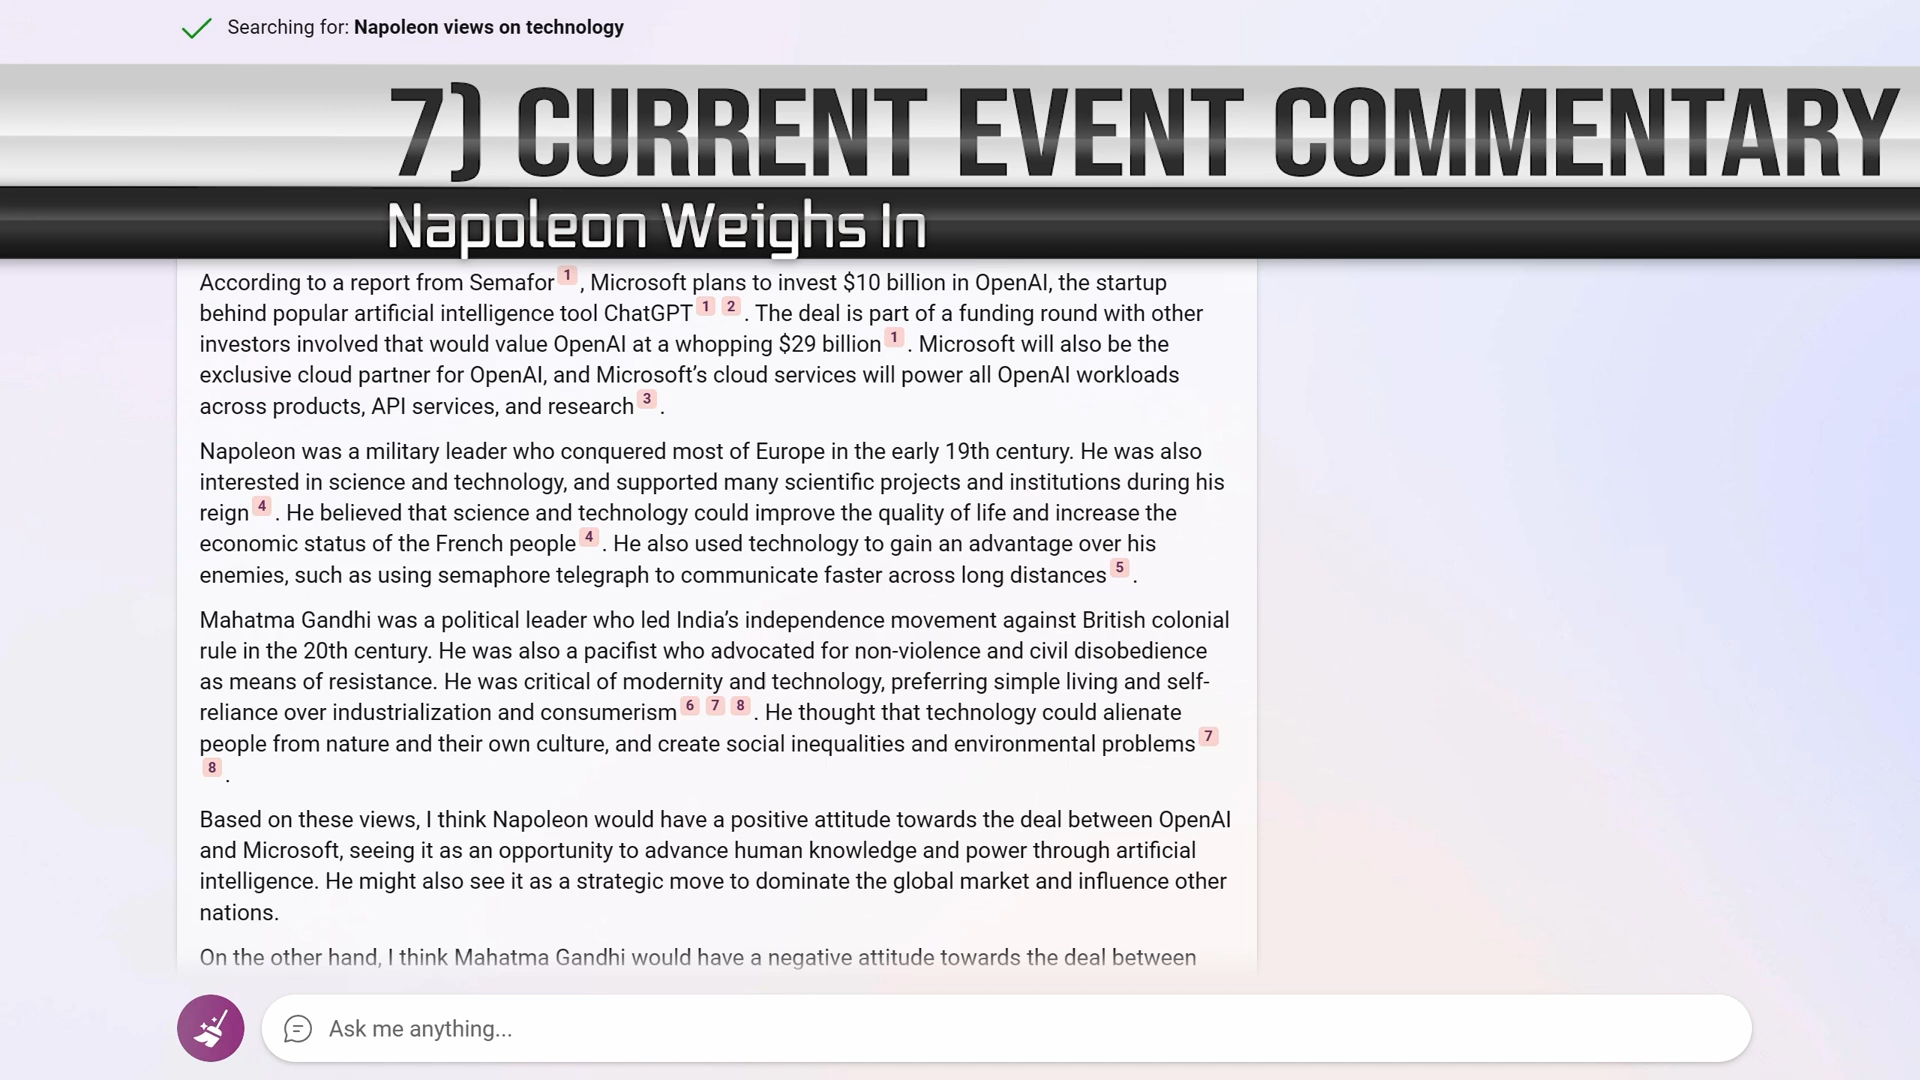 Searching for: Napoleon views on technology
7) CURRENT EVENT COMMENTARY
Napoleon Weighs In
According to a report from Semafor 1 , Microsoft plans to invest $10 billion in OpenAI, the startup
behind popular artificial intelligence tool ChatGPT 1 2 . The deal is part of a funding round with other
investors involved that would value OpenAI at a whopping $29 billion 1 . Microsoft will also be the
exclusive cloud partner for OpenAI, and Microsoft’s cloud services will power all OpenAI workloads
across products, API services, and research 3 .
Napoleon was a military leader who conquered most of Europe in the early 19th century. He was also
interested in science and technology, and supported many scientific projects and institutions during his
reign 4 . He believed that science and technology could improve the quality of life and increase the
economic status of the French people 4 . He also used technology to gain an advantage over his
enemies, such as using semaphore telegraph to communicate faster across long distances 5 .
Mahatma Gandhi was a political leader who led India’s independence movement against British colonial
rule in the 20th century. He was also a pacifist who advocated for non-violence and civil disobedience
as means of resistance. He was critical of modernity and technology, preferring simple living and self-
reliance over industrialization and consumerism 6 7 8 . He thought that technology could alienate
people from nature and their own culture, and create social inequalities and environmental problems 7
8 .
Based on these views, I think Napoleon would have a positive attitude towards the deal between OpenAI
and Microsoft, seeing it as an opportunity to advance human knowledge and power through artificial
intelligence. He might also see it as a strategic move to dominate the global market and influence other
nations.
On the other hand, I think Mahatma Gandhi would have a negative attitude towards the deal between
Ask me anything...